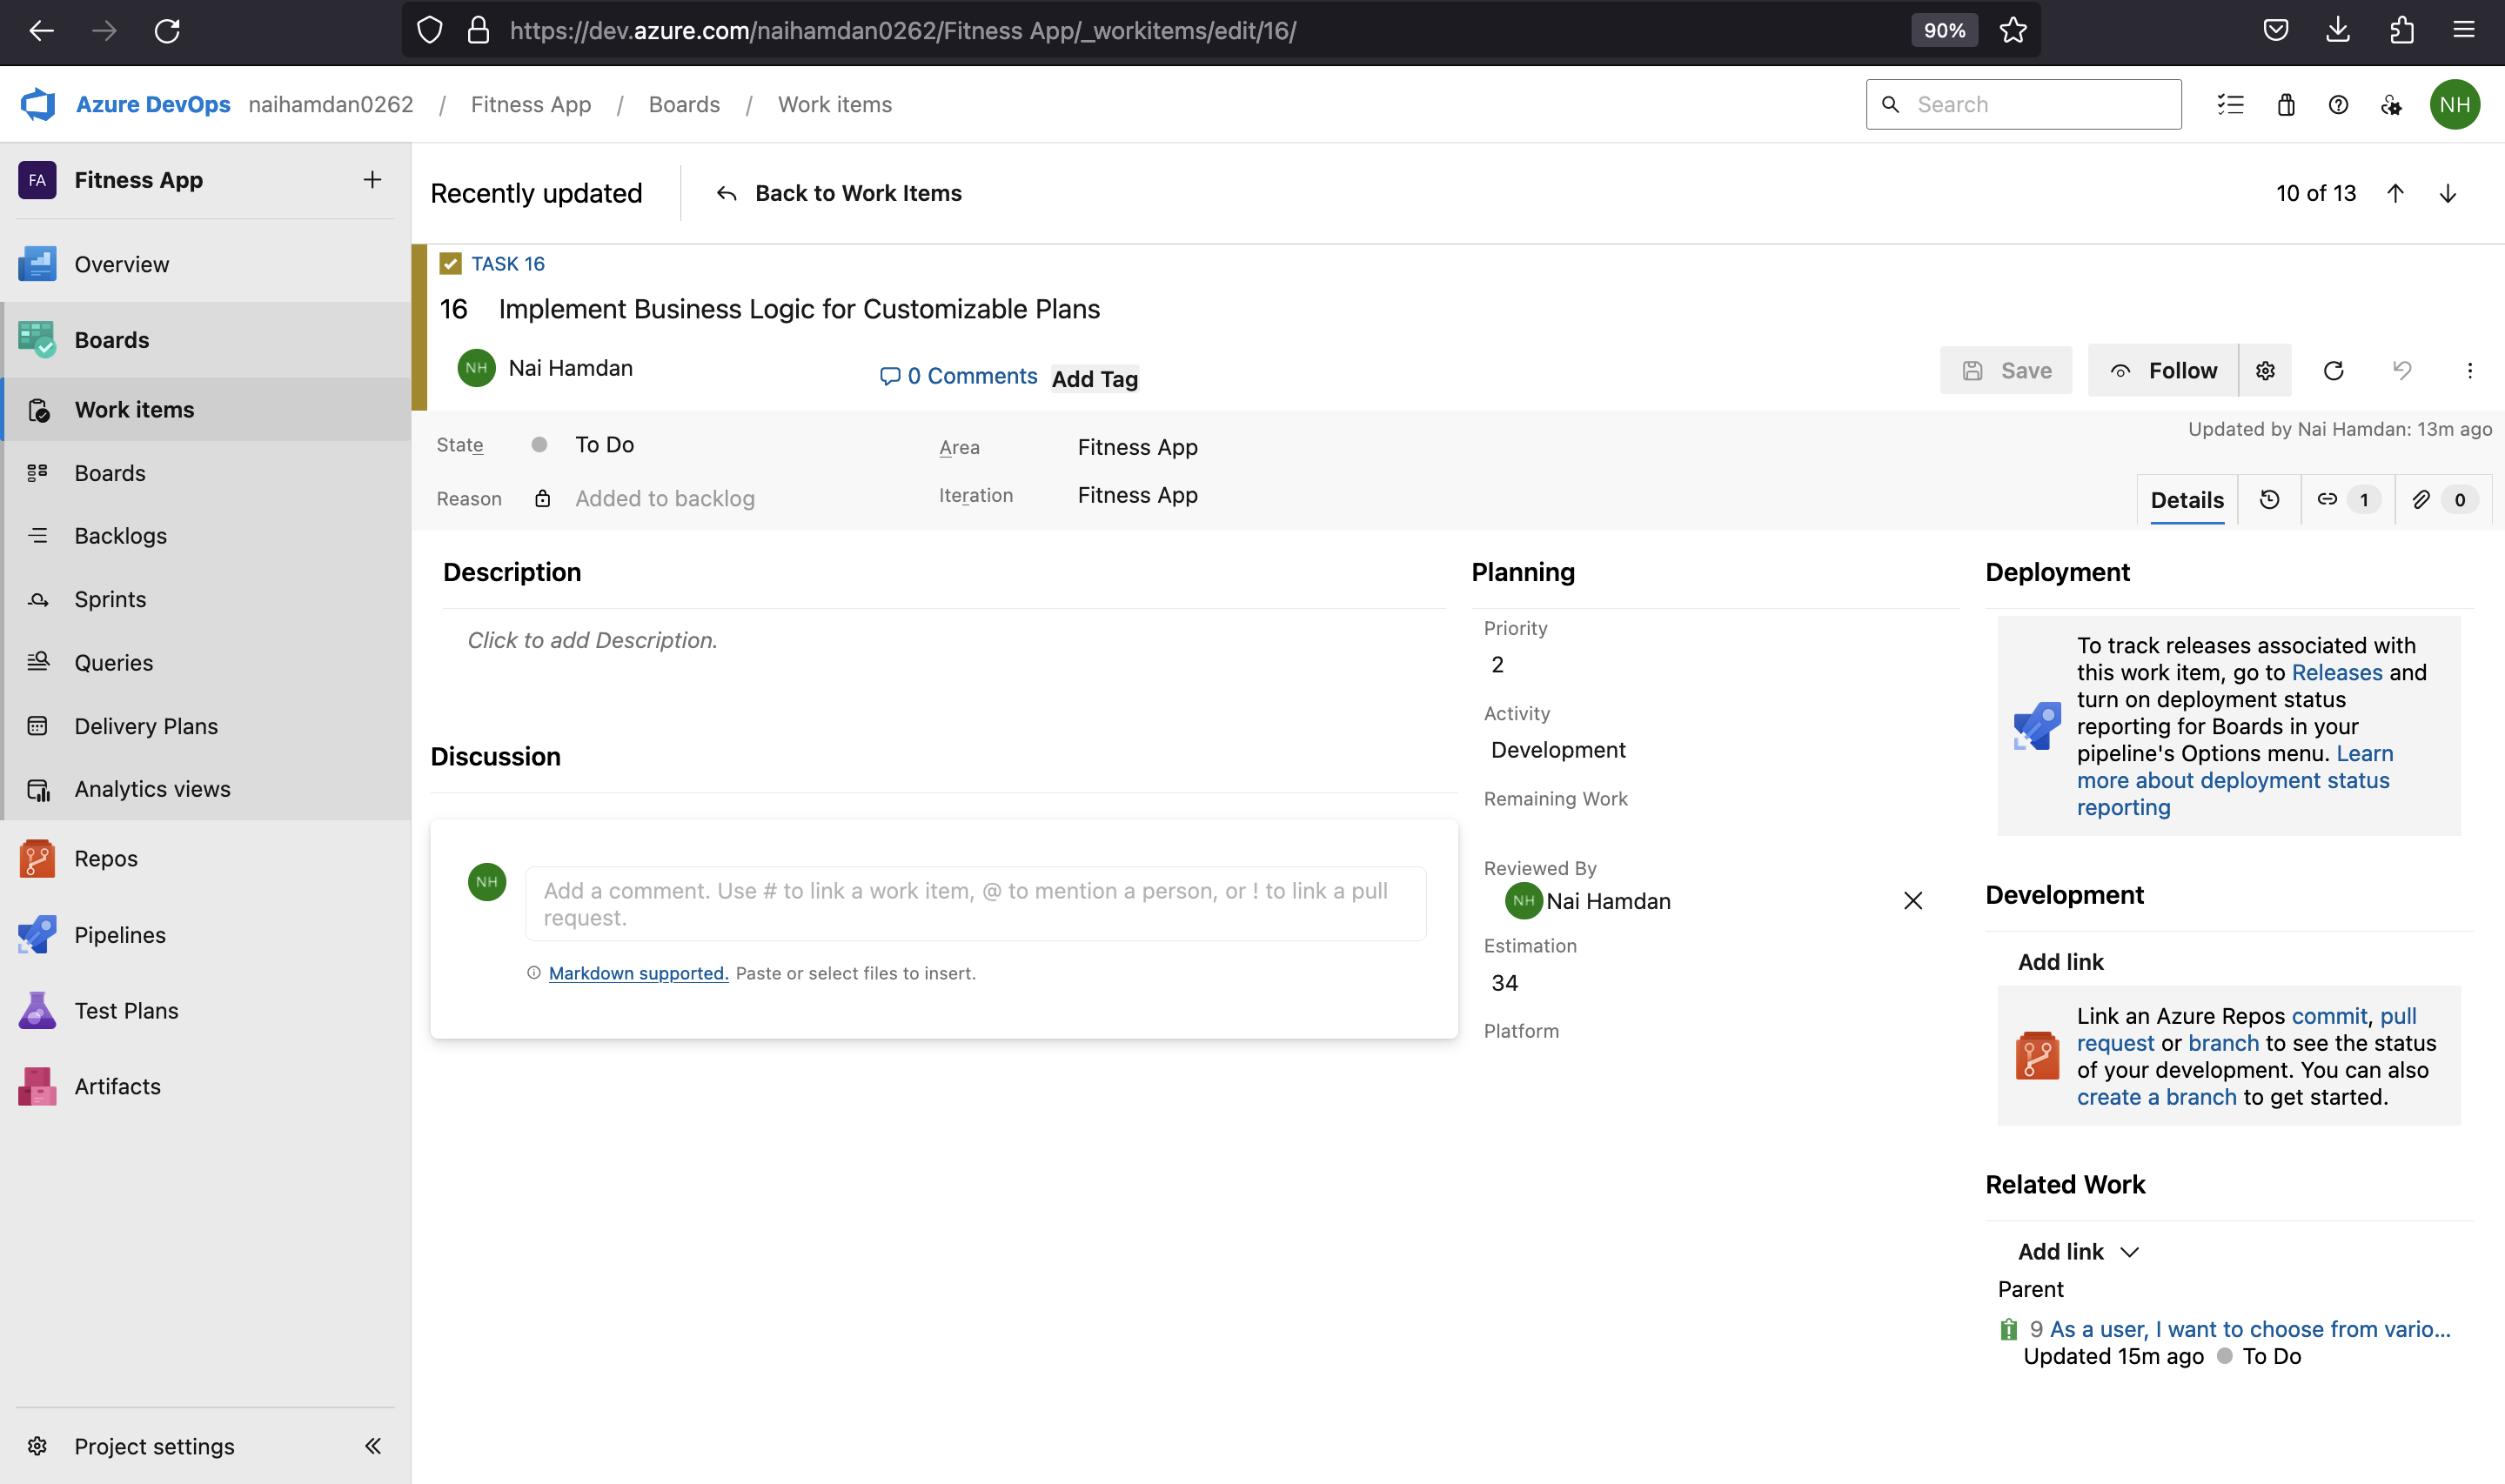 https://dev.azure.com/naihamdan0262/Fitness App/_workitems/edit/16/
90%
Azure DevOps naihamdan0262 / Fitness App / Boards / Work items
Search
NH
FA Fitness App
Overview
Boards
Work items
Boards
Backlogs
Sprints
Queries
Delivery Plans
Analytics views
Repos
Pipelines
Test Plans
Artifacts
Project settings
Recently updated
Back to Work Items
10 of 13
TASK 16
16 Implement Business Logic for Customizable Plans
NH Nai Hamdan
0 Comments
Add Tag
Save
Follow
State
To Do
Area
Fitness App
Updated by Nai Hamdan: 13m ago
Reason
Added to backlog
Iteration
Fitness App
Details
1
0
Description
Click to add Description.
Discussion
NH
Add a comment. Use # to link a work item, @ to mention a person, or ! to link a pull
request.
Markdown supported. Paste or select files to insert.
Planning
Priority
2
Activity
Development
Remaining Work
Reviewed By
NH Nai Hamdan
Estimation
34
Platform
Deployment
To track releases associated with
this work item, go to Releases and
turn on deployment status
reporting for Boards in your
pipeline's Options menu. Learn
more about deployment status
reporting
Development
Add link
Link an Azure Repos commit, pull
request or branch to see the status
of your development. You can also
create a branch to get started.
Related Work
Add link
Parent
9 As a user, I want to choose from vario...
Updated 15m ago To Do